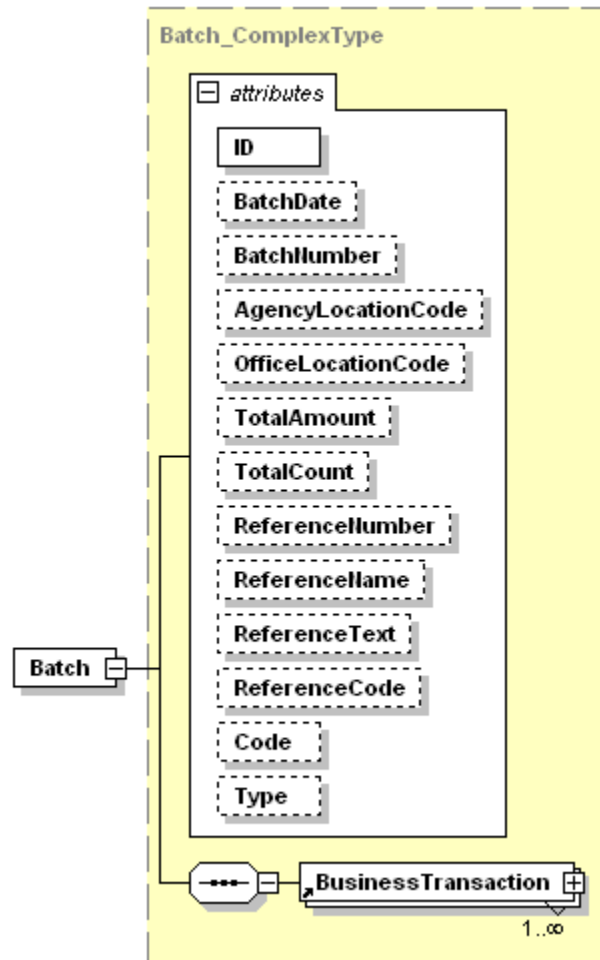 Batch_ComplexType
attributes
ID
BatchDate
BatchNumber
AgencyLocationCode
OfficeLocationCode
TotalAmount
TotalCount
ReferenceNumber
ReferenceName
ReferenceText
Batch
ReferenceCode
Code
Type
BusinessTransaction
1..∞